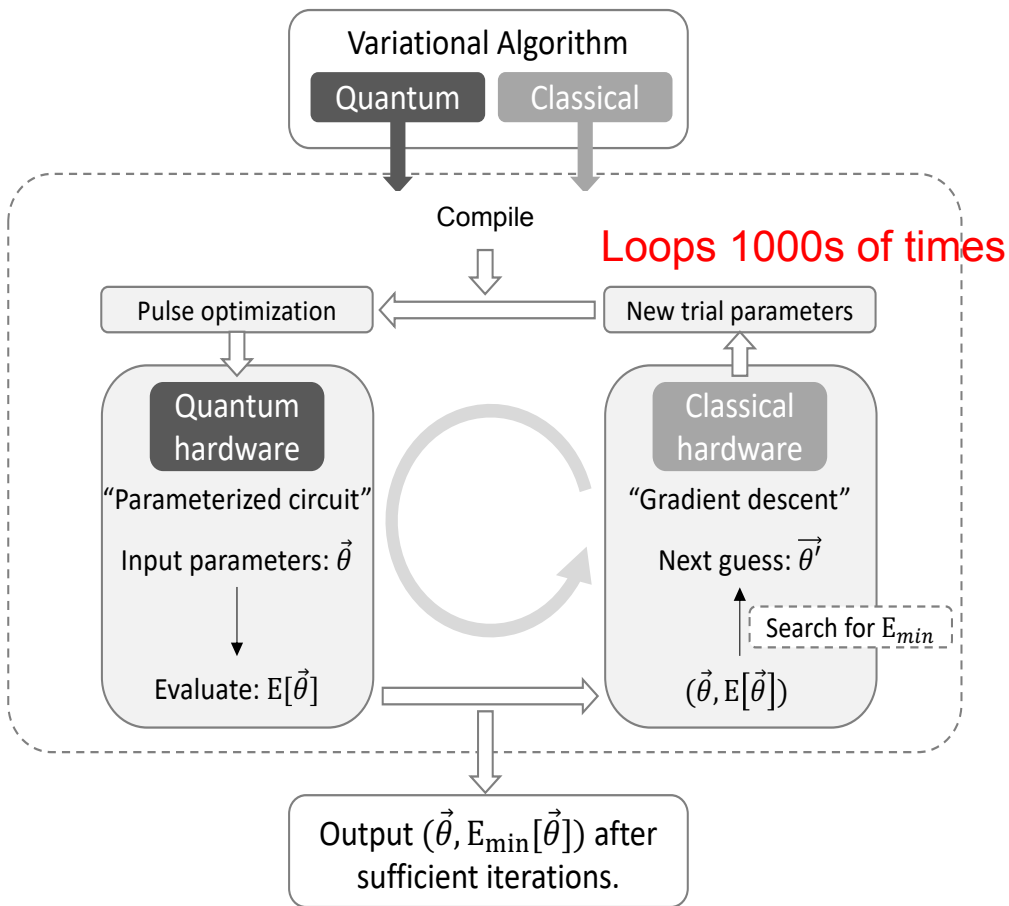 Variational Algorithm
Quantum
Classical
Compile
Loops 1000s of times
Pulse optimization
New trial parameters
Quantum
hardware
“Parameterized circuit”
Input parameters: θ⃗
Evaluate: E[θ⃗]
Classical
hardware
“Gradient descent”
Next guess: θ′⃗
Search for E_min
(θ⃗, E[θ⃗])
Output (θ⃗, E_min[θ⃗]) after
sufficient iterations.